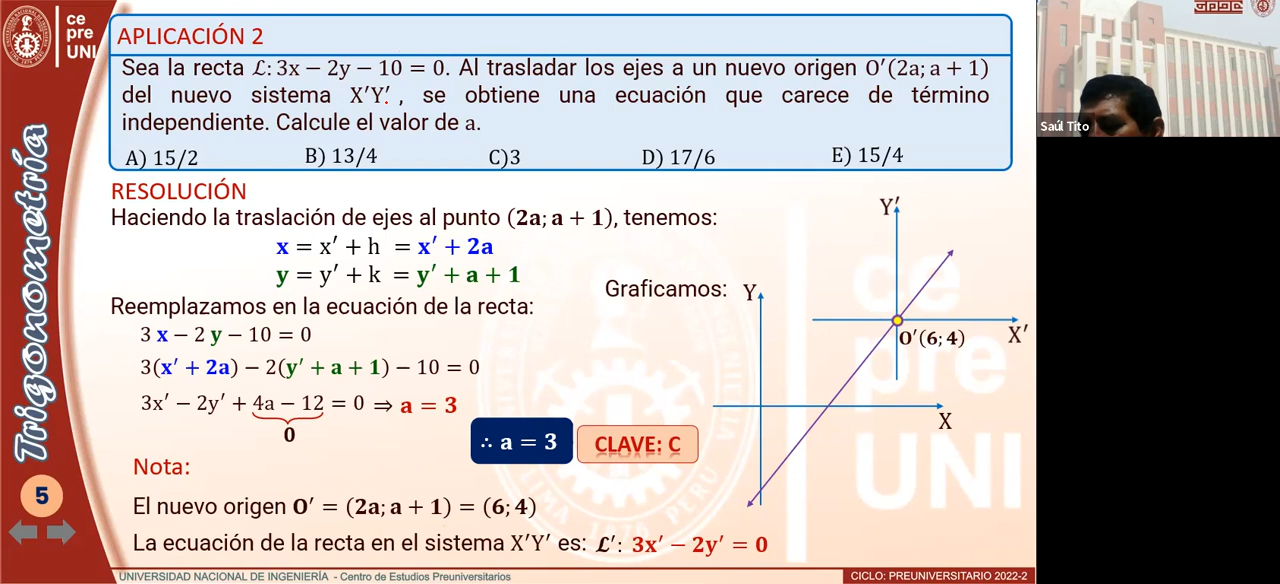 ce
pre
UNI
APLICACIÓN 2
Sea la recta ℒ: 3x − 2y − 10 = 0. Al trasladar los ejes a un nuevo origen O′(2a; a + 1)
del nuevo sistema X′Y′, se obtiene una ecuación que carece de término
independiente. Calcule el valor de a.
A) 15/2 B) 13/4 C)3 D) 17/6 E) 15/4
RESOLUCIÓN
Haciendo la traslación de ejes al punto (2a; a + 1), tenemos:
x = x′ + h = x′ + 2a
y = y′ + k = y′ + a + 1
Reemplazamos en la ecuación de la recta:
3 x − 2 y − 10 = 0
3(x′ + 2a) − 2(y′ + a + 1) − 10 = 0
3x′ − 2y′ + 4a − 12 = 0 ⇒ a = 3
0
∴ a = 3
CLAVE: C
Graficamos:
Y
X
Y′
X′
O′(6; 4)
Nota:
El nuevo origen O′ = (2a; a + 1) = (6; 4)
La ecuación de la recta en el sistema X′Y′ es: ℒ′: 3x′ − 2y′ = 0
Trigonometría
5
UNIVERSIDAD NACIONAL DE INGENIERÍA - Centro de Estudios Preuniversitarios
CICLO: PREUNIVERSITARIO 2022-2
Saúl Tito
ce
pre
UNI
LIMA 1876 PERU